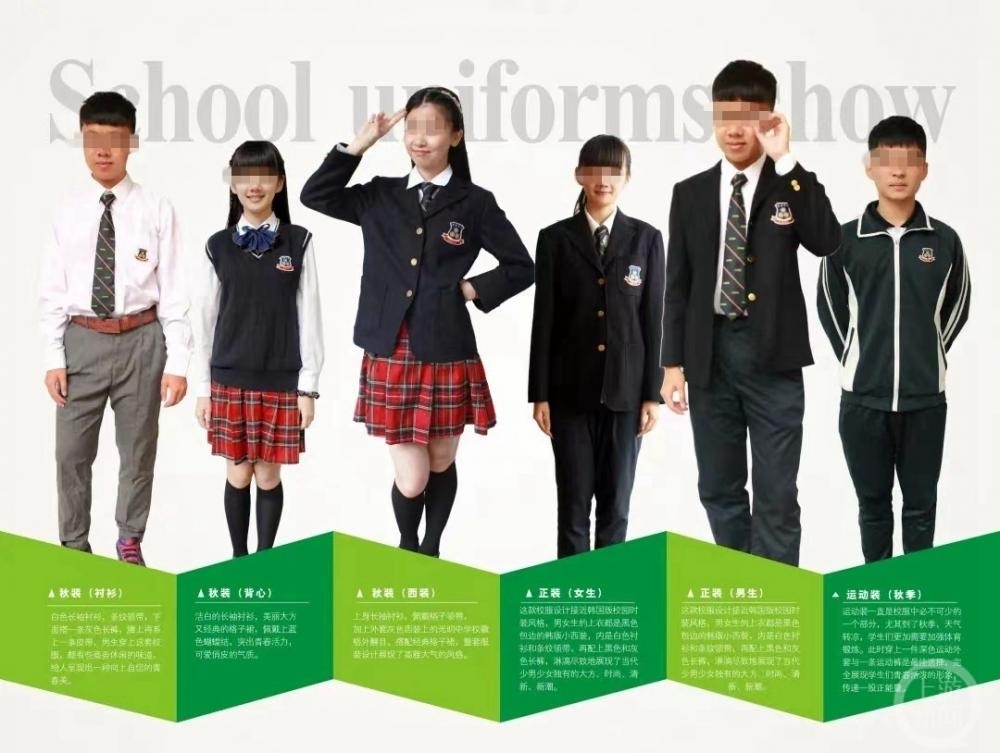 School uniforms show
▲ 秋装（衬衫）
白色长袖衬衫，条纹领带，下
面搭一条灰色长裤，腰上再系
上一条皮带，男生穿上这套校
服，颇有些商务休闲的味道，
给人呈现出一种向上自信的青
春美。
▲ 秋装（背心）
洁白的长袖衬衫，美丽大方
又经典的格子裙，佩戴上蓝
色蝴蝶结，突出青春活力，
可爱俏皮的气质。
▲ 秋装（西装）
上身长袖衬衫，佩戴格子领带，
加上外套灰色西装上的光明中学校徽
格外醒目，搭配经典格子裙，整套服
装设计展现了高雅大气的风格。
▲ 正装（女生）
这款校服设计接近韩国版校园时
装风格，男女生的上衣都是黑色
包边的韩版小西装，内是白色衬
衫和条纹领带，再配上黑色和灰
色长裤，淋漓尽致地展现了当代
少男少女独有的大方、时尚、清
新、新潮。
▲ 正装（男生）
这款校服设计接近韩国版校园时
装风格，男女生的上衣都是黑色
包边的韩版小西装，内是白色衬
衫和条纹领带，再配上黑色和灰
色长裤，淋漓尽致地展现了当代
少男少女独有的大方、时尚、清
新、新潮。
▲ 运动装（秋季）
运动装一直是校服中必不可少的
一个部分，尤其到了秋季，天气
转凉，学生们更加需要加强体育
锻炼。此时穿上一件深色运动外
套与一条运动裤是最佳选择，完
全展现学生们青春活泼的形象，
传递一股正能量。
上游新闻